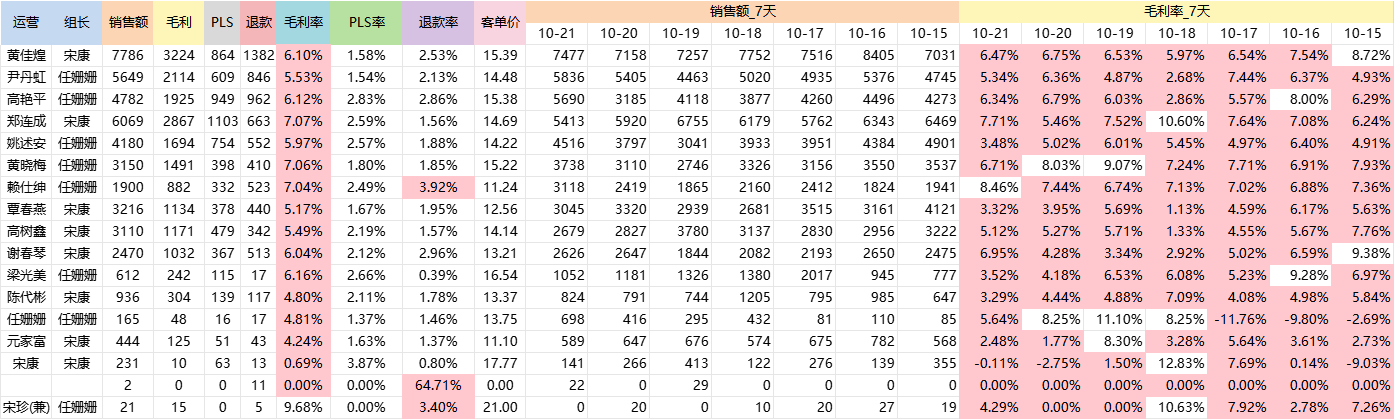 运营 组长 销售额 毛利 PLS 退款 毛利率 PLS率 退款率 客单价 销售额_7天 毛利率_7天
10-21 10-20 10-19 10-18 10-17 10-16 10-15 10-21 10-20 10-19 10-18 10-17 10-16 10-15
黄佳煌 宋康 7786 3224 864 1382 6.10% 1.58% 2.53% 15.39 7477 7158 7257 7752 7516 8405 7031 6.47% 6.75% 6.53% 5.97% 6.54% 7.54% 8.72%
尹丹虹 任姗姗 5649 2114 609 846 5.53% 1.54% 2.13% 14.48 5836 5405 4463 5020 4935 5376 4745 5.34% 6.36% 4.87% 2.68% 7.44% 6.37% 4.93%
高艳平 任姗姗 4782 1925 949 962 6.12% 2.83% 2.86% 15.38 5690 3185 4118 3877 4260 4496 4273 6.34% 6.79% 6.03% 2.86% 5.57% 8.00% 6.29%
郑连成 宋康 6069 2867 1103 663 7.07% 2.59% 1.56% 14.69 5413 5920 6755 6179 5762 6343 6469 7.71% 5.46% 7.52% 10.60% 7.64% 7.08% 6.24%
姚述安 任姗姗 4180 1694 754 552 5.97% 2.57% 1.88% 14.22 4516 3797 3041 3933 3951 4384 4901 3.48% 5.02% 6.01% 5.45% 4.97% 6.40% 4.91%
黄晓梅 任姗姗 3150 1491 398 410 7.06% 1.80% 1.85% 15.22 3738 3110 2746 3326 3156 3550 3537 6.71% 8.03% 9.07% 7.24% 7.71% 6.91% 7.93%
赖仕绅 任姗姗 1900 882 332 523 7.04% 2.49% 3.92% 11.24 3118 2419 1865 2160 2412 1824 1941 8.46% 7.44% 6.74% 7.13% 7.02% 6.88% 7.36%
覃春燕 宋康 3216 1134 378 440 5.17% 1.67% 1.95% 12.56 3045 3320 2939 2681 3515 3161 4121 3.32% 3.95% 5.69% 1.13% 4.59% 6.17% 5.63%
高树鑫 宋康 3110 1171 479 342 5.49% 2.19% 1.57% 14.14 2679 2827 3780 3137 2830 2956 3222 5.12% 5.27% 5.71% 1.33% 4.55% 5.67% 7.76%
谢春琴 宋康 2470 1032 367 513 6.04% 2.12% 2.96% 13.21 2626 2647 1844 2082 2193 2650 2475 6.95% 4.28% 3.34% 2.92% 5.02% 6.59% 9.38%
梁光美 任姗姗 612 242 115 17 6.16% 2.66% 0.39% 16.54 1052 1181 1326 1380 2017 945 777 3.52% 4.18% 6.53% 6.08% 5.23% 9.28% 6.97%
陈代彬 宋康 936 304 139 117 4.80% 2.11% 1.78% 13.37 824 791 744 1205 795 985 647 3.29% 4.44% 4.88% 7.09% 4.08% 4.98% 5.84%
任姗姗 任姗姗 165 48 16 17 4.81% 1.37% 1.46% 13.75 698 416 295 432 81 110 85 5.64% 8.25% 11.10% 8.25% -11.76% -9.80% -2.69%
元家富 宋康 444 125 51 43 4.24% 1.63% 1.37% 11.10 589 647 676 574 675 782 568 2.48% 1.77% 8.30% 3.28% 5.64% 3.61% 2.73%
宋康 宋康 231 10 63 13 0.69% 3.87% 0.80% 17.77 141 266 413 122 276 139 355 -0.11% -2.75% 1.50% 12.83% 7.69% 0.14% -9.03%
2 0 0 11 0.00% 0.00% 64.71% 0.00 22 0 29 0 0 0 0 0.00% 0.00% 0.00% 0.00% 0.00% 0.00% 0.00%
宋珍(兼) 任姗姗 21 15 0 5 9.68% 0.00% 3.40% 21.00 0 20 0 10 20 27 19 4.29% 0.00% 0.00% 10.63% 7.92% 2.78% 7.26%